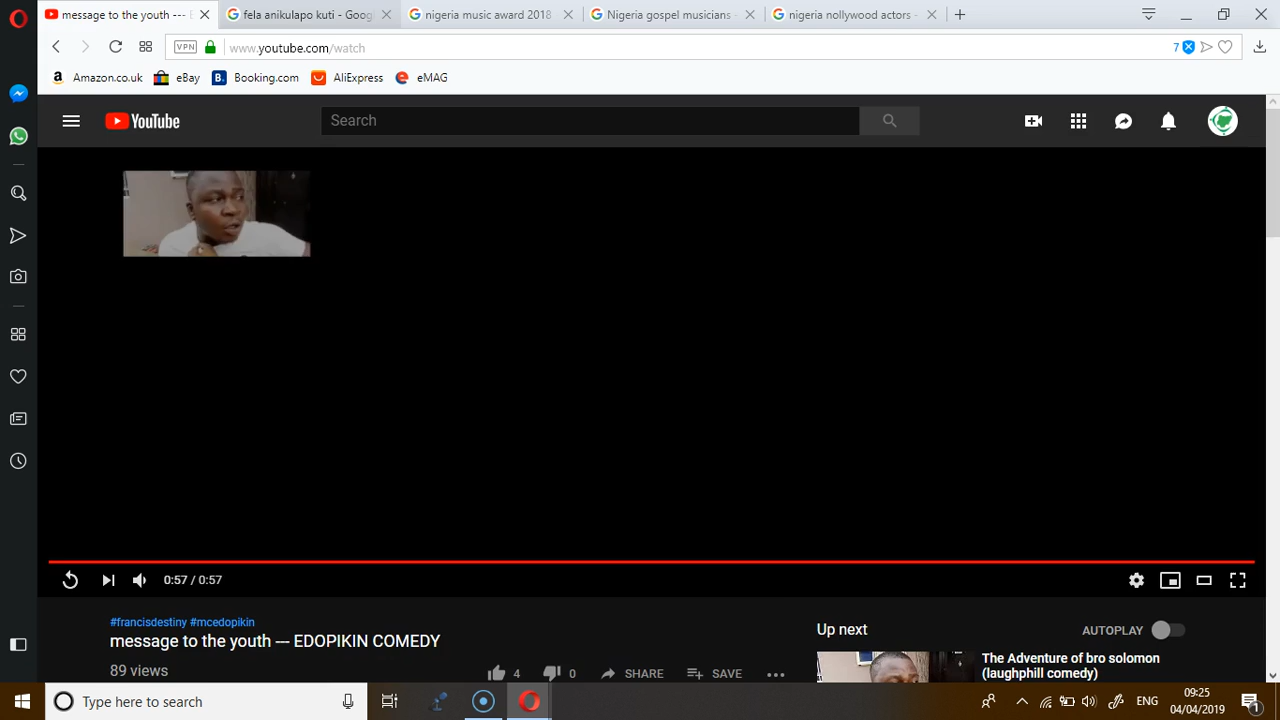 message to the youth ---
fela anikulapo kuti - Goog
nigeria music award 2018
Nigeria gospel musicians -
nigeria nollywood actors -
VPN
www.youtube.com/watch
7
Amazon.co.uk
eBay
Booking.com
AliExpress
eMAG
YouTube
Search
0:57 / 0:57
#francisdestiny #mcedopikin
message to the youth --- EDOPIKIN COMEDY
89 views
4
0
SHARE
SAVE
Up next
AUTOPLAY
The Adventure of bro solomon
(laughphill comedy)
Type here to search
ENG
09:25
04/04/2019
1